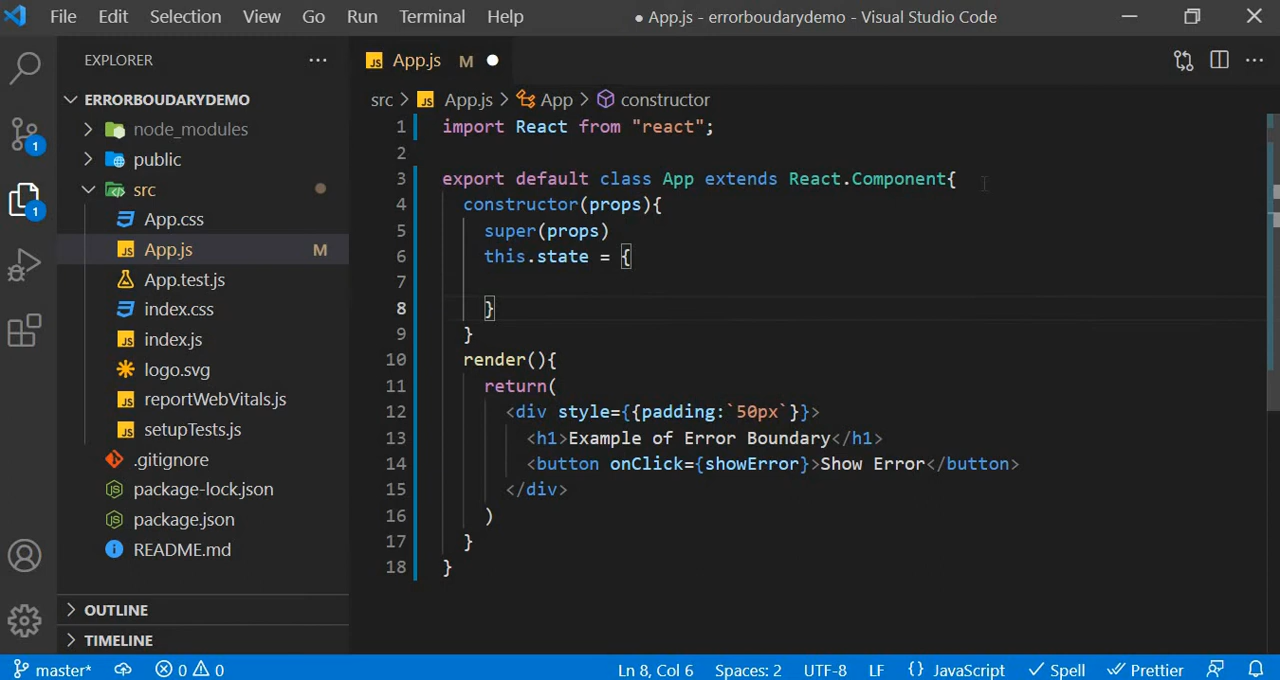 File Edit Selection View Go Run Terminal Help
● App.js - errorboudarydemo - Visual Studio Code
EXPLORER
ERRORBOUDARYDEMO
node_modules
public
src
App.css
App.js M
App.test.js
index.css
index.js
logo.svg
reportWebVitals.js
setupTests.js
.gitignore
package-lock.json
package.json
README.md
OUTLINE
TIMELINE
1
1
JS App.js M ●
src > JS App.js > App > constructor
1 import React from "react";
2
3 export default class App extends React.Component{
4 constructor(props){
5 super(props)
6 this.state = {
7
8 }
9 }
10 render(){
11 return(
12 <div style={{padding:`50px`}}>
13 <h1>Example of Error Boundary</h1>
14 <button onClick={showError}>Show Error</button>
15 </div>
16 )
17 }
18 }
master* 0 0 Ln 8, Col 6 Spaces: 2 UTF-8 LF {} JavaScript Spell Prettier